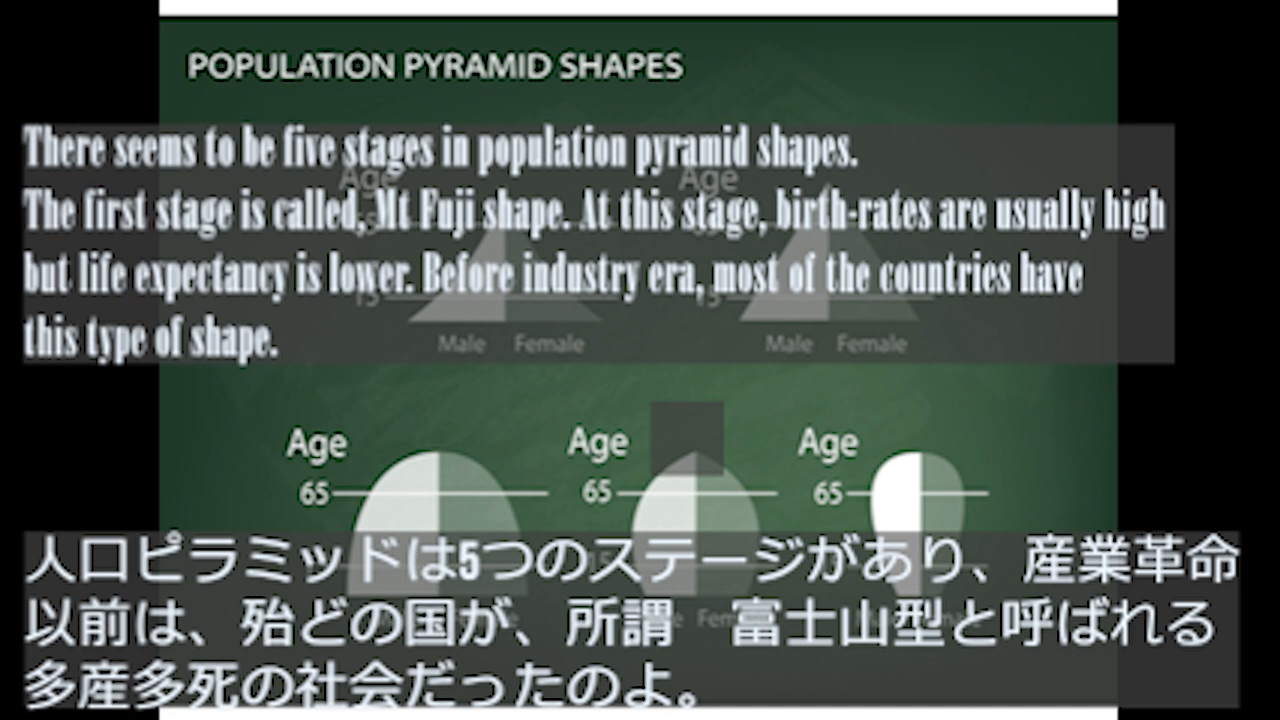 POPULATION PYRAMID SHAPES
There seems to be five stages in population pyramid shapes.
The first stage is called, Mt Fuji shape. At this stage, birth-rates are usually high
but life expectancy is lower. Before industry era, most of the countries have
this type of shape.
Age
Age
15
15
Male Female
Male Female
Age
Age
Age
65
65
65
人口ピラミッドは5つのステージがあり、産業革命
以前は、殆どの国が、所謂 富士山型と呼ばれる
多産多死の社会だったのよ。